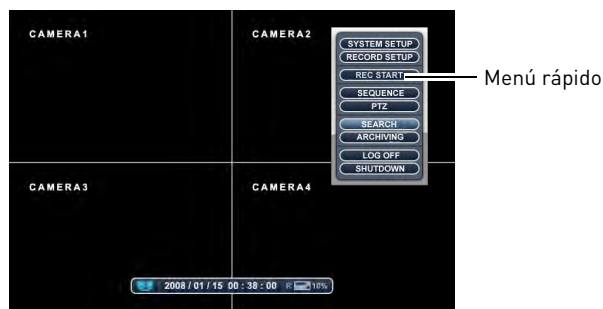 CAMERA1
CAMERA2
SYSTEM SETUP
RECORD SETUP
REC START
SEQUENCE
PTZ
SEARCH
ARCHIVING
LOG OFF
SHUTDOWN
Menú rápido
CAMERA3
CAMERA4
2008 / 01 / 15 00 : 38 : 00 R 10%